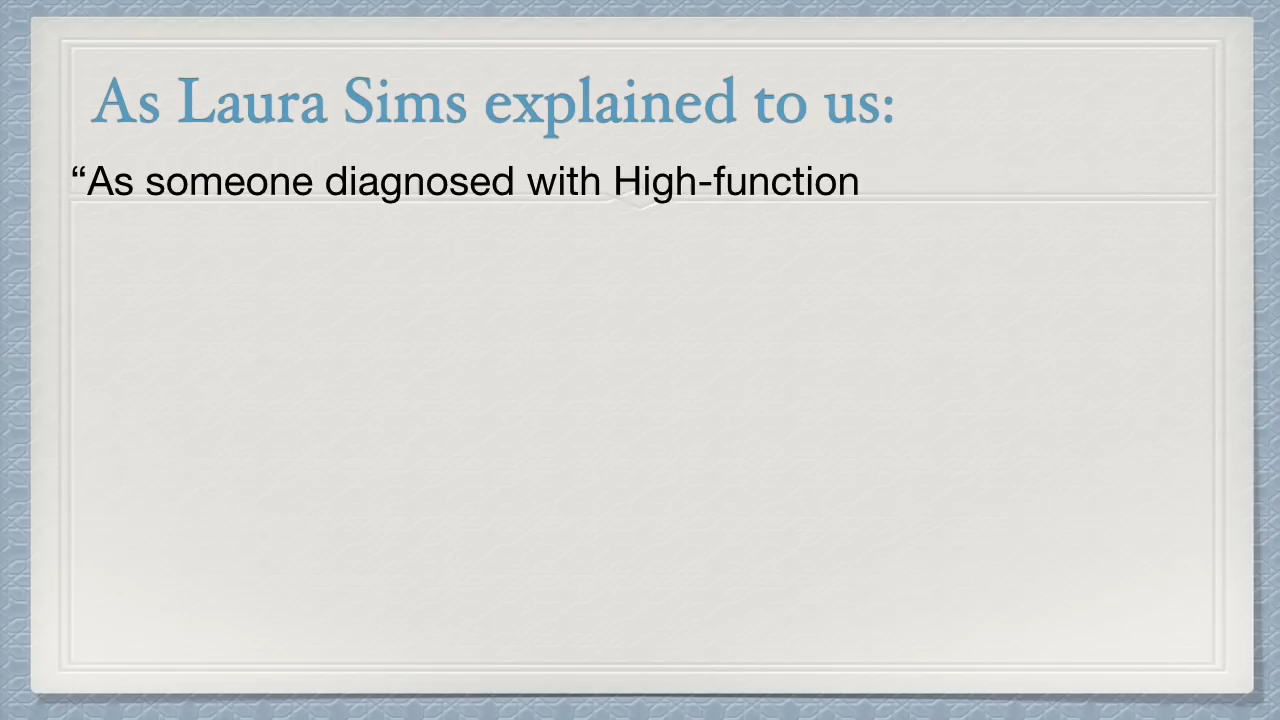 As Laura Sims explained to us:
“As someone diagnosed with High-function